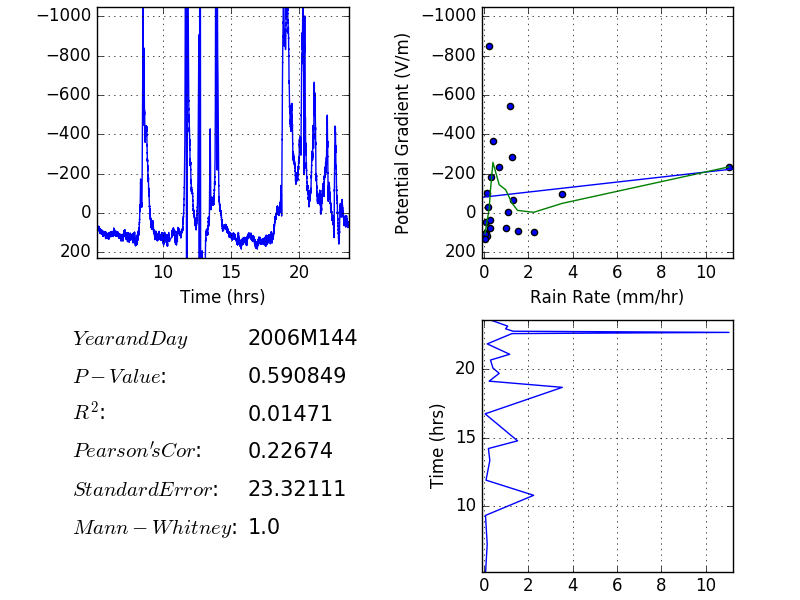 −1000
−800
−600
−400
−200
0
200
10 15 20
Time (hrs)
Potential Gradient (V/m)
−1000
−800
−600
−400
−200
0
200
0 2 4 6 8 10
Rain Rate (mm/hr)
YearandDay 2006M144
P−Value: 0.590849
R²: 0.01471
Pearson'sCor: 0.22674
StandardError: 23.32111
Mann−Whitney: 1.0
Time (hrs)
20
15
10
0 2 4 6 8 10